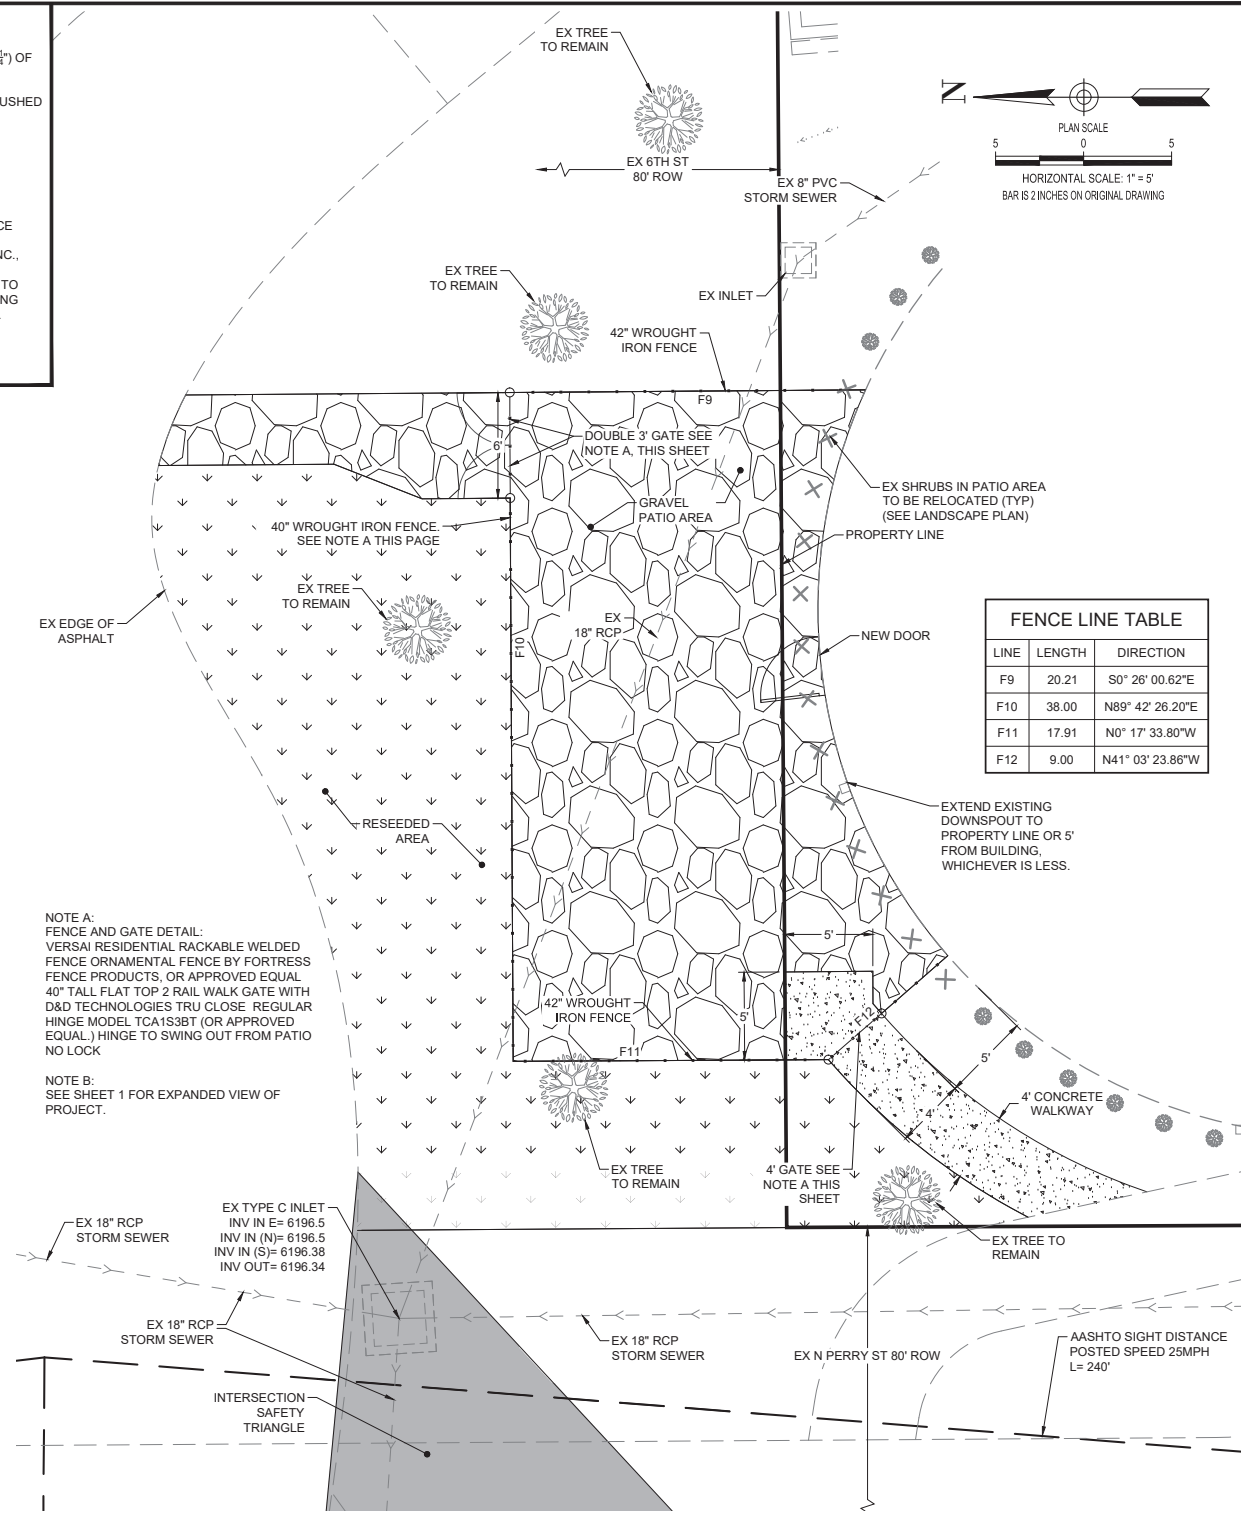 ") OF
USHED
CE
NC.,
TO
NG
EX TREE
TO REMAIN
EX 6TH ST
80' ROW
N
PLAN SCALE
5 0 5
HORIZONTAL SCALE: 1" = 5'
BAR IS 2 INCHES ON ORIGINAL DRAWING
EX 8" PVC
STORM SEWER
EX TREE
TO REMAIN
EX INLET
42" WROUGHT
IRON FENCE
F9
6'
DOUBLE 3' GATE SEE
NOTE A, THIS SHEET
GRAVEL
PATIO AREA
EX SHRUBS IN PATIO AREA
TO BE RELOCATED (TYP)
(SEE LANDSCAPE PLAN)
40" WROUGHT IRON FENCE.
SEE NOTE A THIS PAGE
PROPERTY LINE
EX TREE
TO REMAIN
EX EDGE OF
ASPHALT
EX
18" RCP
F10
NEW DOOR
FENCE LINE TABLE
LINE LENGTH DIRECTION
F9 20.21 S0° 26' 00.62"E
F10 38.00 N89° 42' 26.20"E
F11 17.91 N0° 17' 33.80"W
F12 9.00 N41° 03' 23.86"W
RESEEDED
AREA
EXTEND EXISTING
DOWNSPOUT TO
PROPERTY LINE OR 5'
FROM BUILDING,
WHICHEVER IS LESS.
NOTE A:
FENCE AND GATE DETAIL:
VERSAI RESIDENTIAL RACKABLE WELDED
FENCE ORNAMENTAL FENCE BY FORTRESS
FENCE PRODUCTS, OR APPROVED EQUAL
40" TALL FLAT TOP 2 RAIL WALK GATE WITH
D&D TECHNOLOGIES TRU CLOSE REGULAR
HINGE MODEL TCA1S3BT (OR APPROVED
EQUAL.) HINGE TO SWING OUT FROM PATIO
NO LOCK
NOTE B:
SEE SHEET 1 FOR EXPANDED VIEW OF
PROJECT.
5'
42" WROUGHT
IRON FENCE
5'
F12
F11
5'
4'
4' CONCRETE
WALKWAY
EX TREE
TO REMAIN
4' GATE SEE
NOTE A THIS
SHEET
EX TREE TO
REMAIN
EX 18" RCP
STORM SEWER
EX TYPE C INLET
INV IN E= 6196.5
INV IN (N)= 6196.5
INV IN (S)= 6196.38
INV OUT= 6196.34
EX 18" RCP
STORM SEWER
EX 18" RCP
STORM SEWER
EX N PERRY ST 80' ROW
AASHTO SIGHT DISTANCE
POSTED SPEED 25MPH
L= 240'
INTERSECTION
SAFETY
TRIANGLE